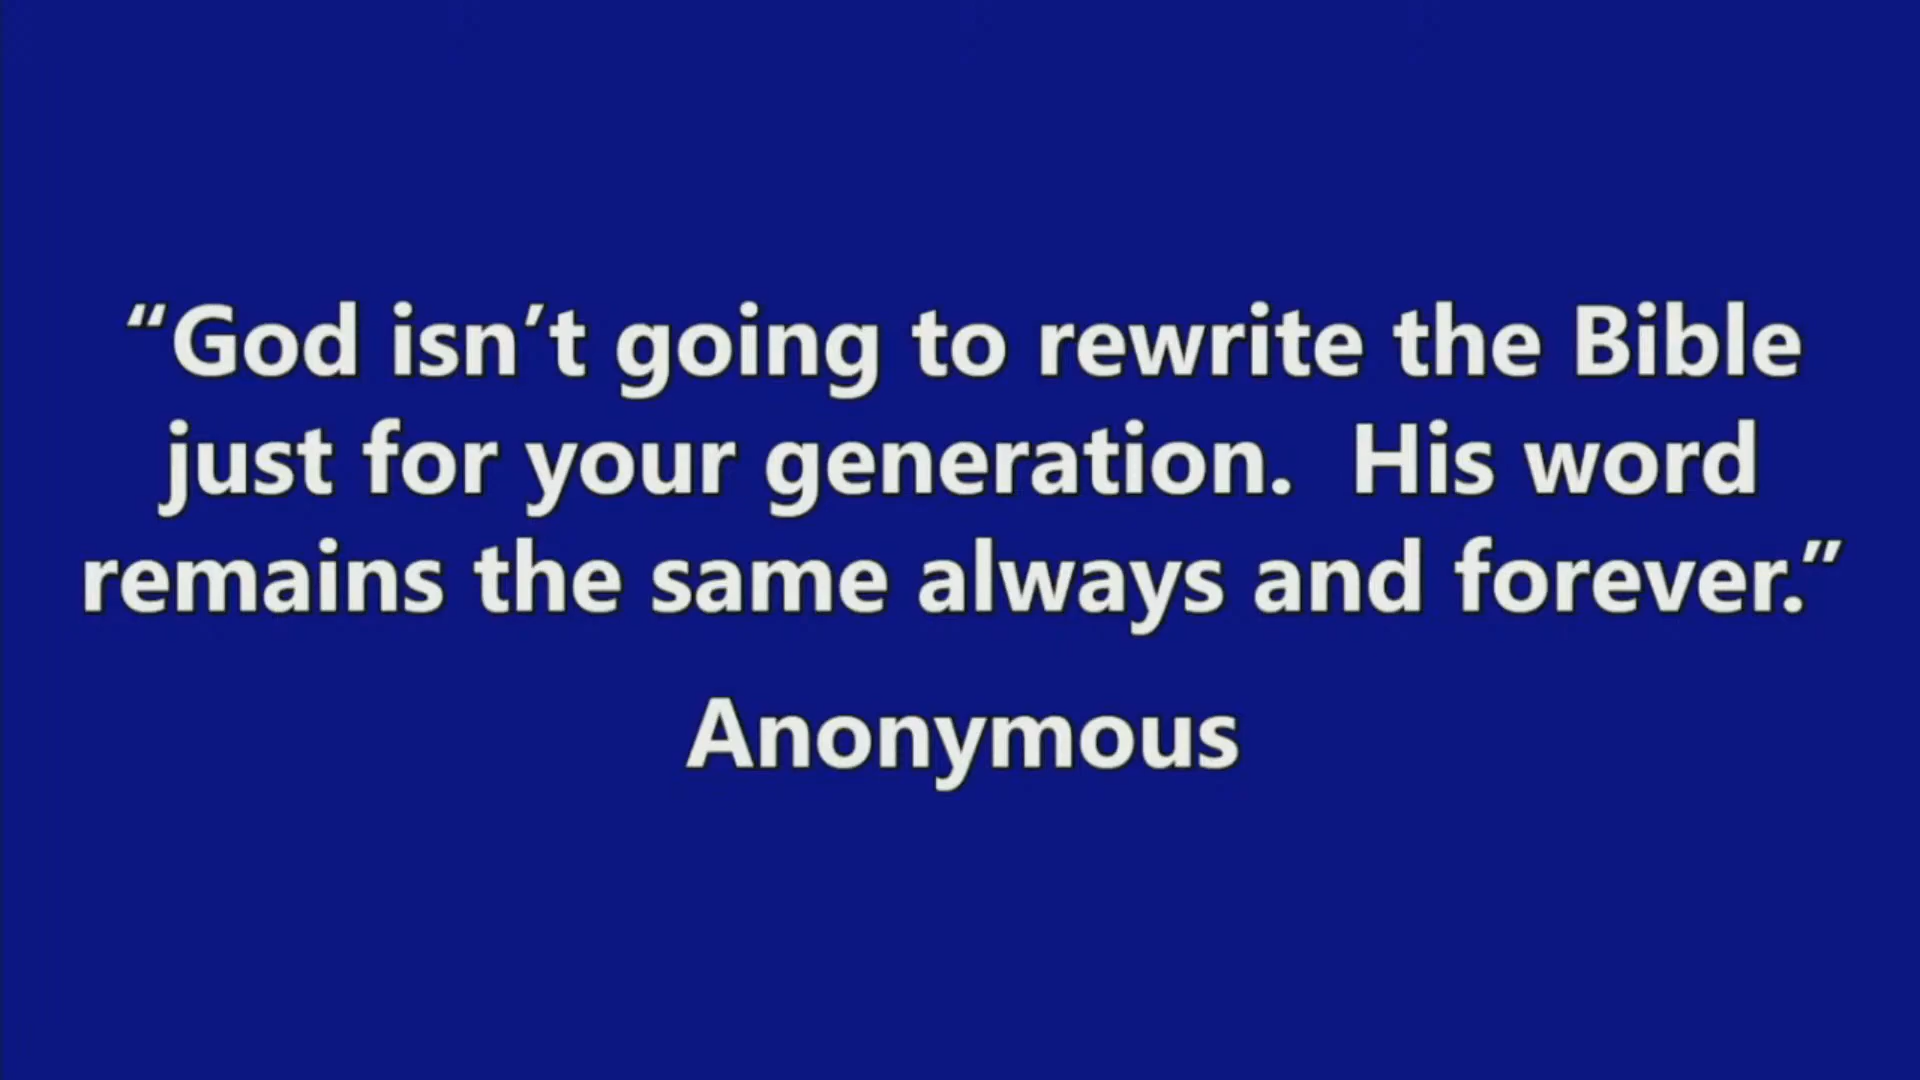 “God isn’t going to rewrite the Bible
just for your generation.  His word
remains the same always and forever.”
Anonymous